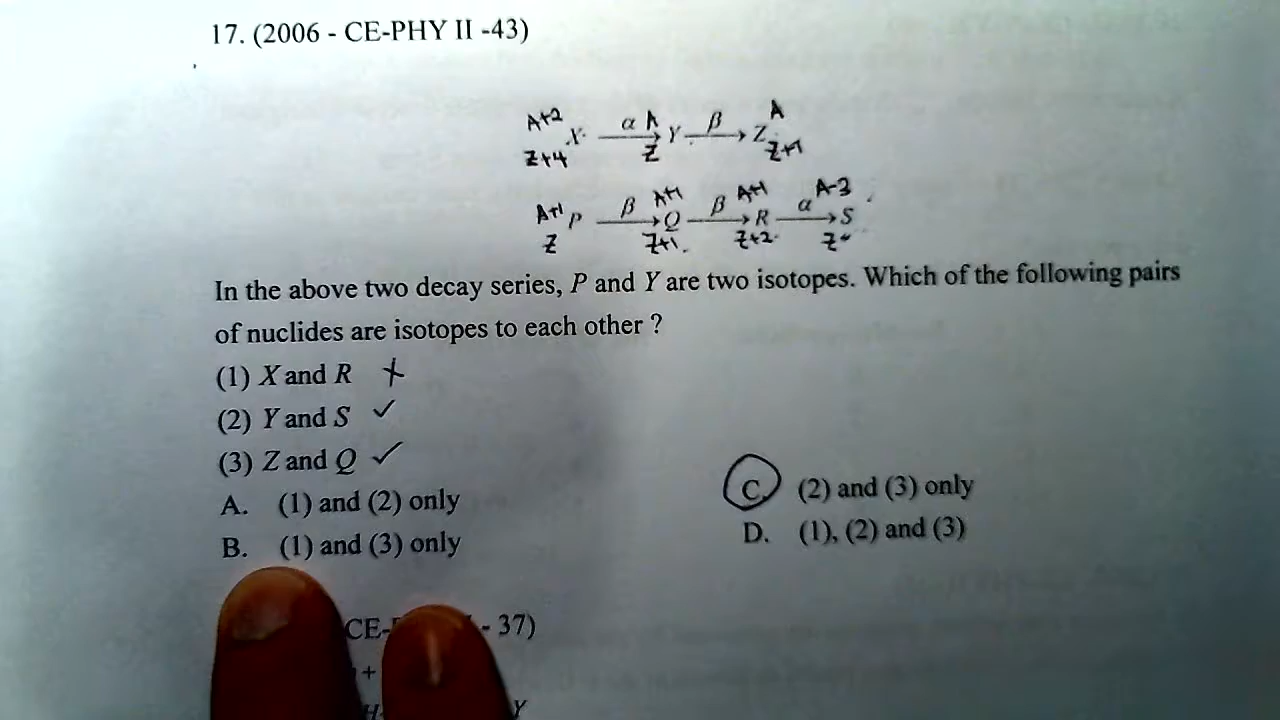 17. (2006 - CE-PHY II -43)
A+2 Z+4 X α A Z Y β Z A Z+1
A+1 Z P β A+1 Z+1 Q β A+1 Z+2 R α A-3 Z S
In the above two decay series, P and Y are two isotopes. Which of the following pairs
of nuclides are isotopes to each other ?
(1) X and R
(2) Y and S ✓
(3) Z and Q ✓
A. (1) and (2) only
B. (1) and (3) only
C. (2) and (3) only
D. (1), (2) and (3)
CE- - 37)
+
H Y